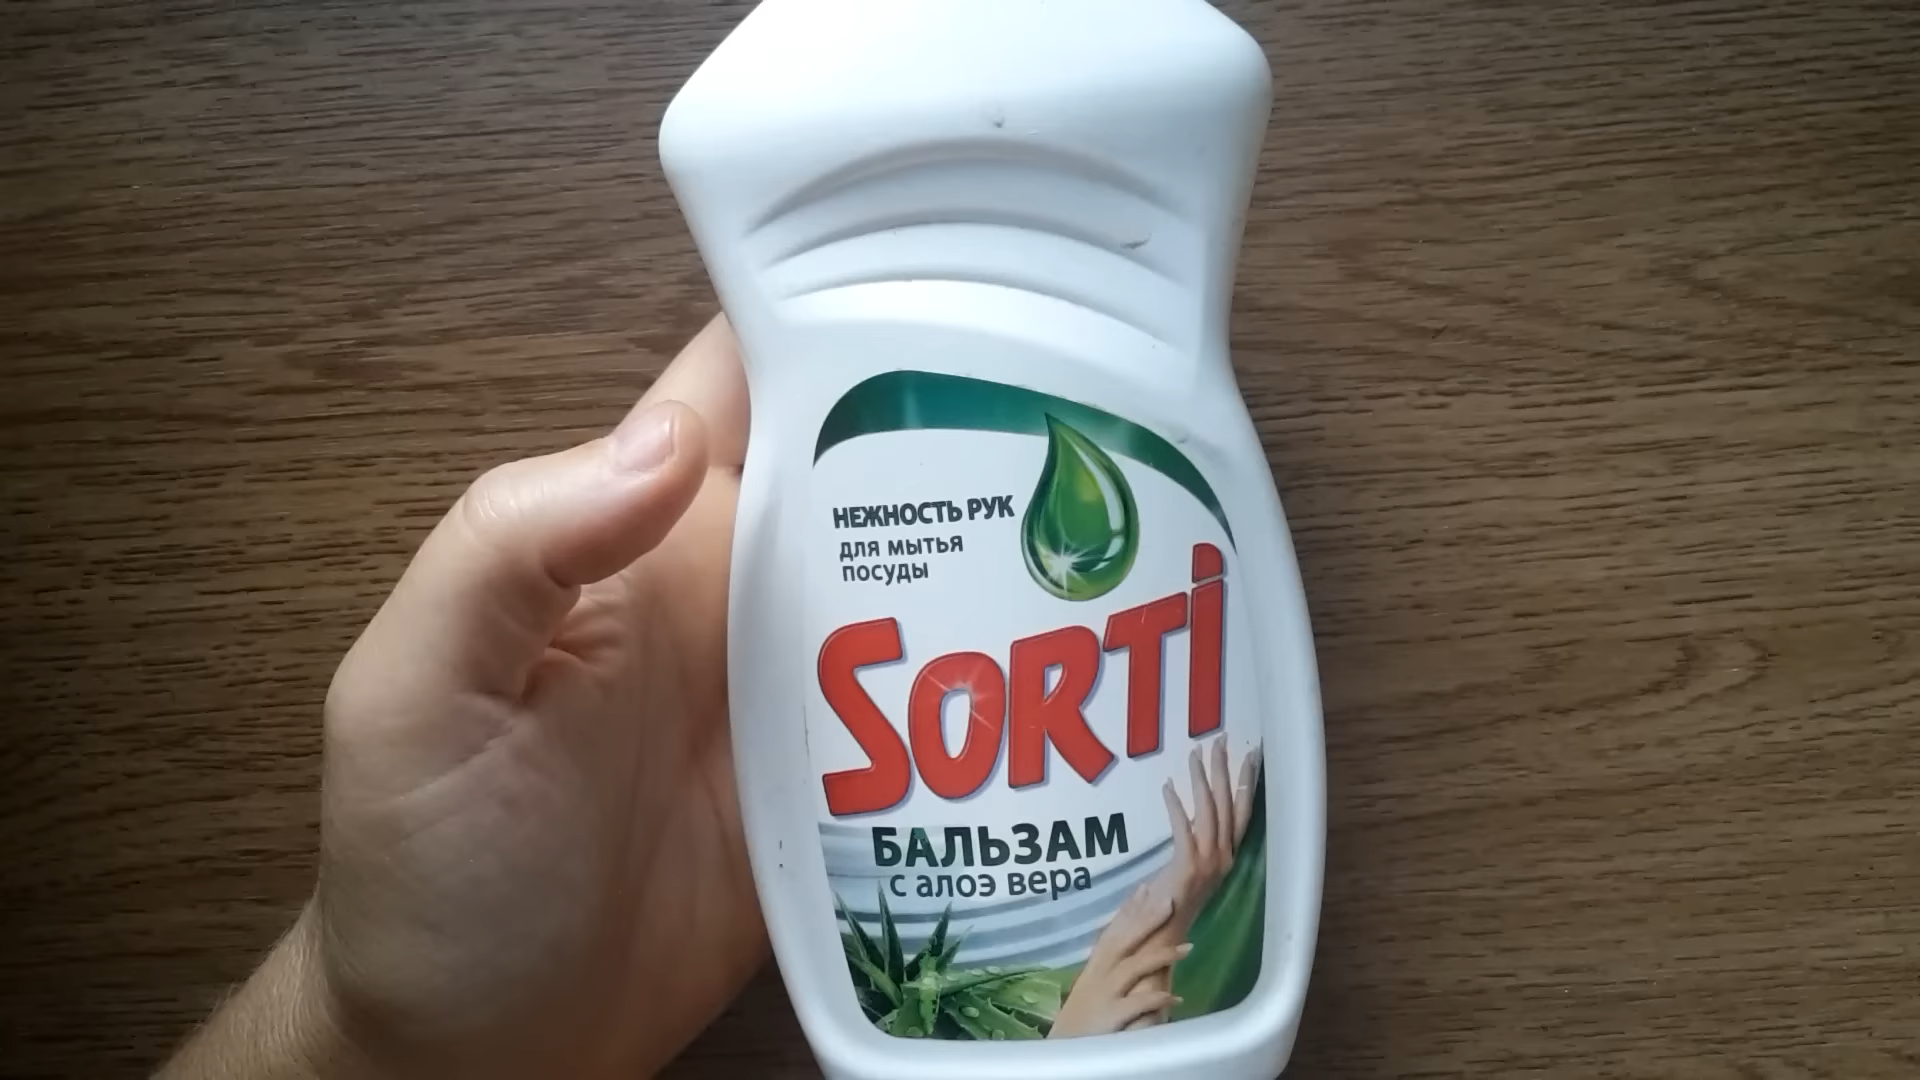 НЕЖНОСТЬ РУК
для мытья
посуды
SORTi
БАЛЬЗАМ
с алоэ вера